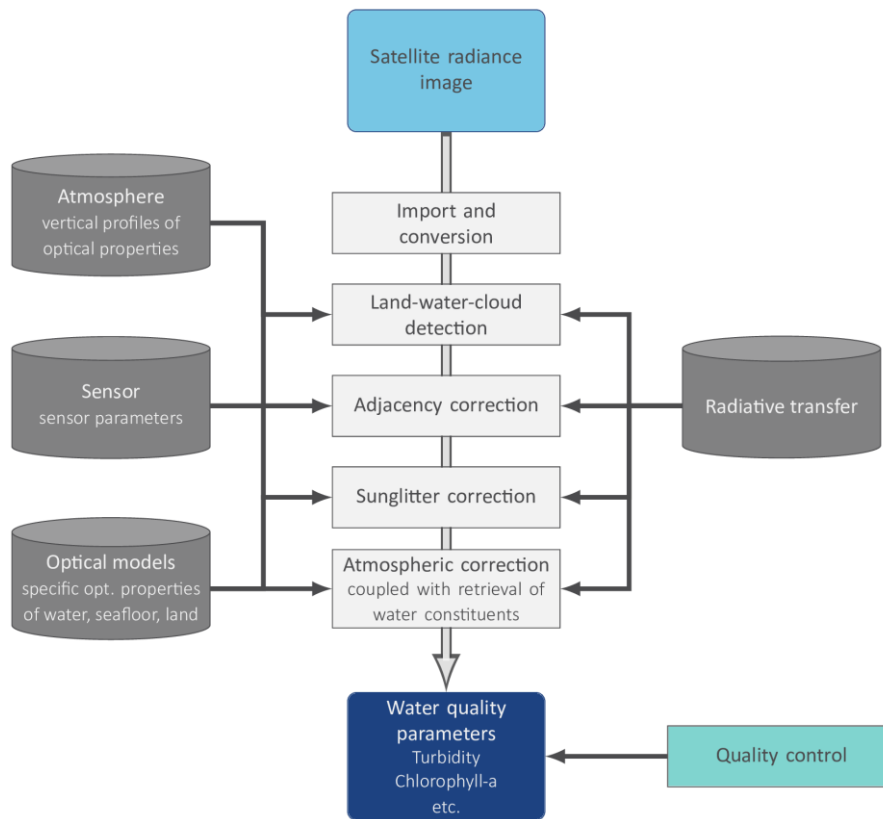 Satellite radiance
image
Atmosphere
vertical profiles of
optical properties
Import and
conversion
Land-water-cloud
detection
Sensor
sensor parameters
Adjacency correction
Radiative transfer
Sunglitter correction
Optical models
specific opt. properties
of water, seafloor, land
Atmospheric correction
coupled with retrieval of
water constituents
Water quality
parameters
Turbidity
Chlorophyll-a
etc.
Quality control